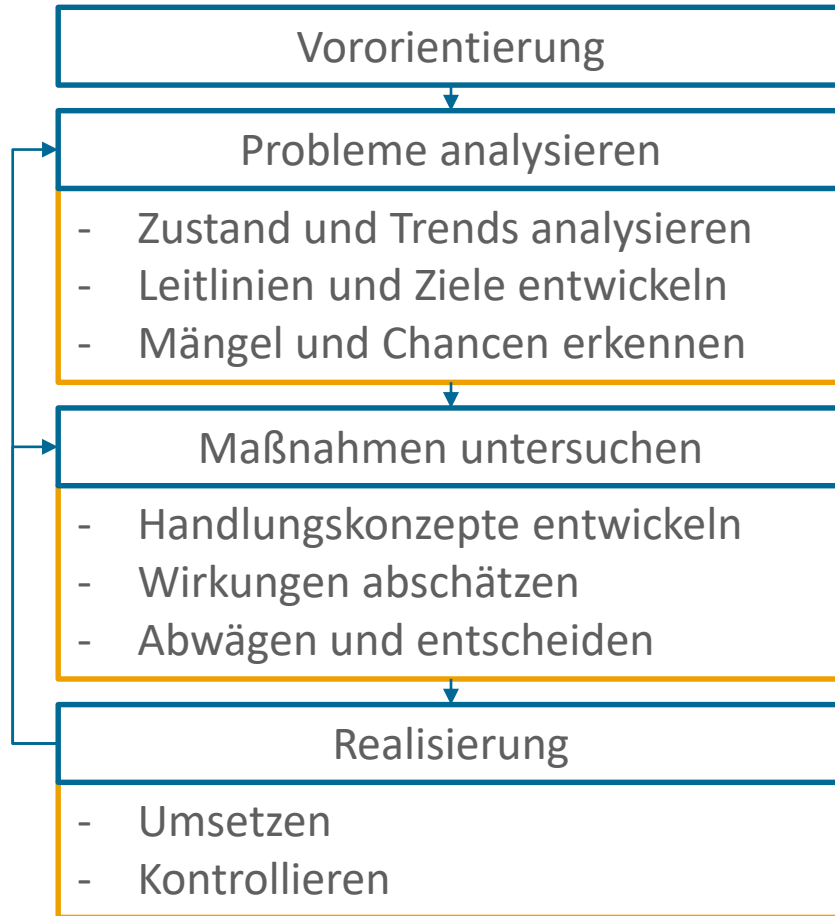 Vororientierung
Probleme analysieren
- Zustand und Trends analysieren
- Leitlinien und Ziele entwickeln
- Mängel und Chancen erkennen
Maßnahmen untersuchen
- Handlungskonzepte entwickeln
- Wirkungen abschätzen
- Abwägen und entscheiden
Realisierung
- Umsetzen
- Kontrollieren